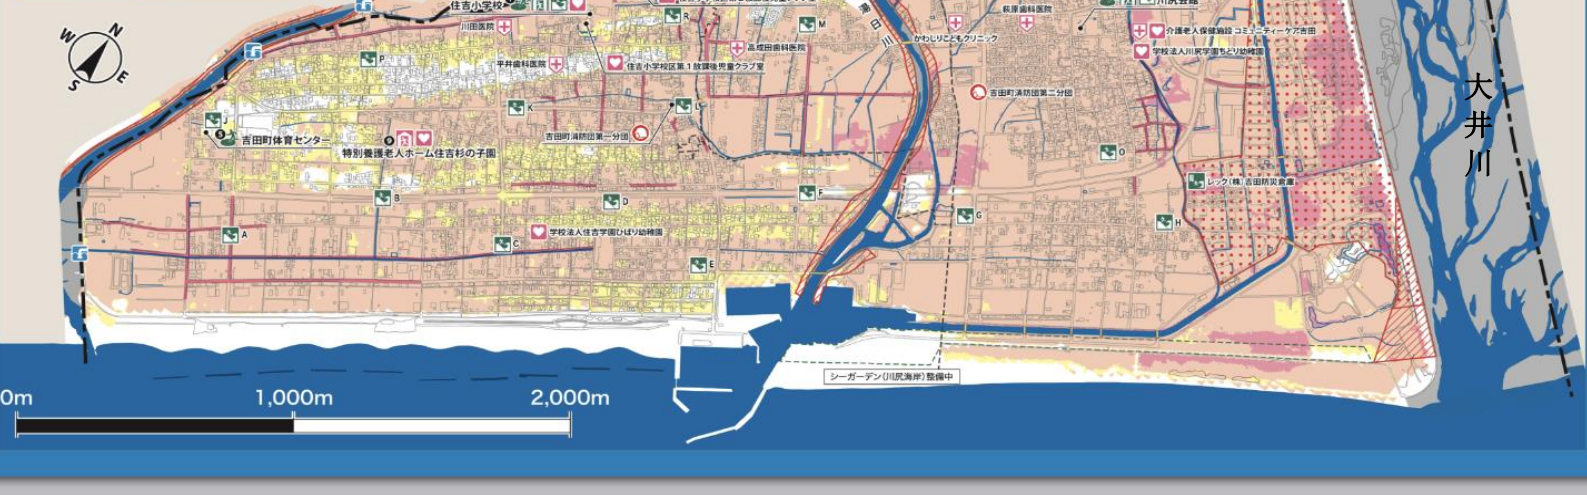 住吉小学校
川田医院
R
M
湯
日
川
萩原歯科医院
川尻会館
介護老人保健施設 コミュニティーケア吉田
学校法人川尻学園ちどり幼稚園
かわしりこどもクリニック
高成田歯科医院
平井歯科医院
住吉小学校区第1放課後児童クラブ室
P
N
W
E
S
大
井
川
吉田町消防団第二分団
K
L
J
吉田町消防団第一分団
吉田町体育センター
9
特別養護老人ホーム住吉杉の子園
O
レック(株)吉田防災倉庫
B
D
F
G
H
A
C
学校法人住吉学園ひばり幼稚園
E
シーガーデン(川尻海岸)整備中
0m
1,000m
2,000m